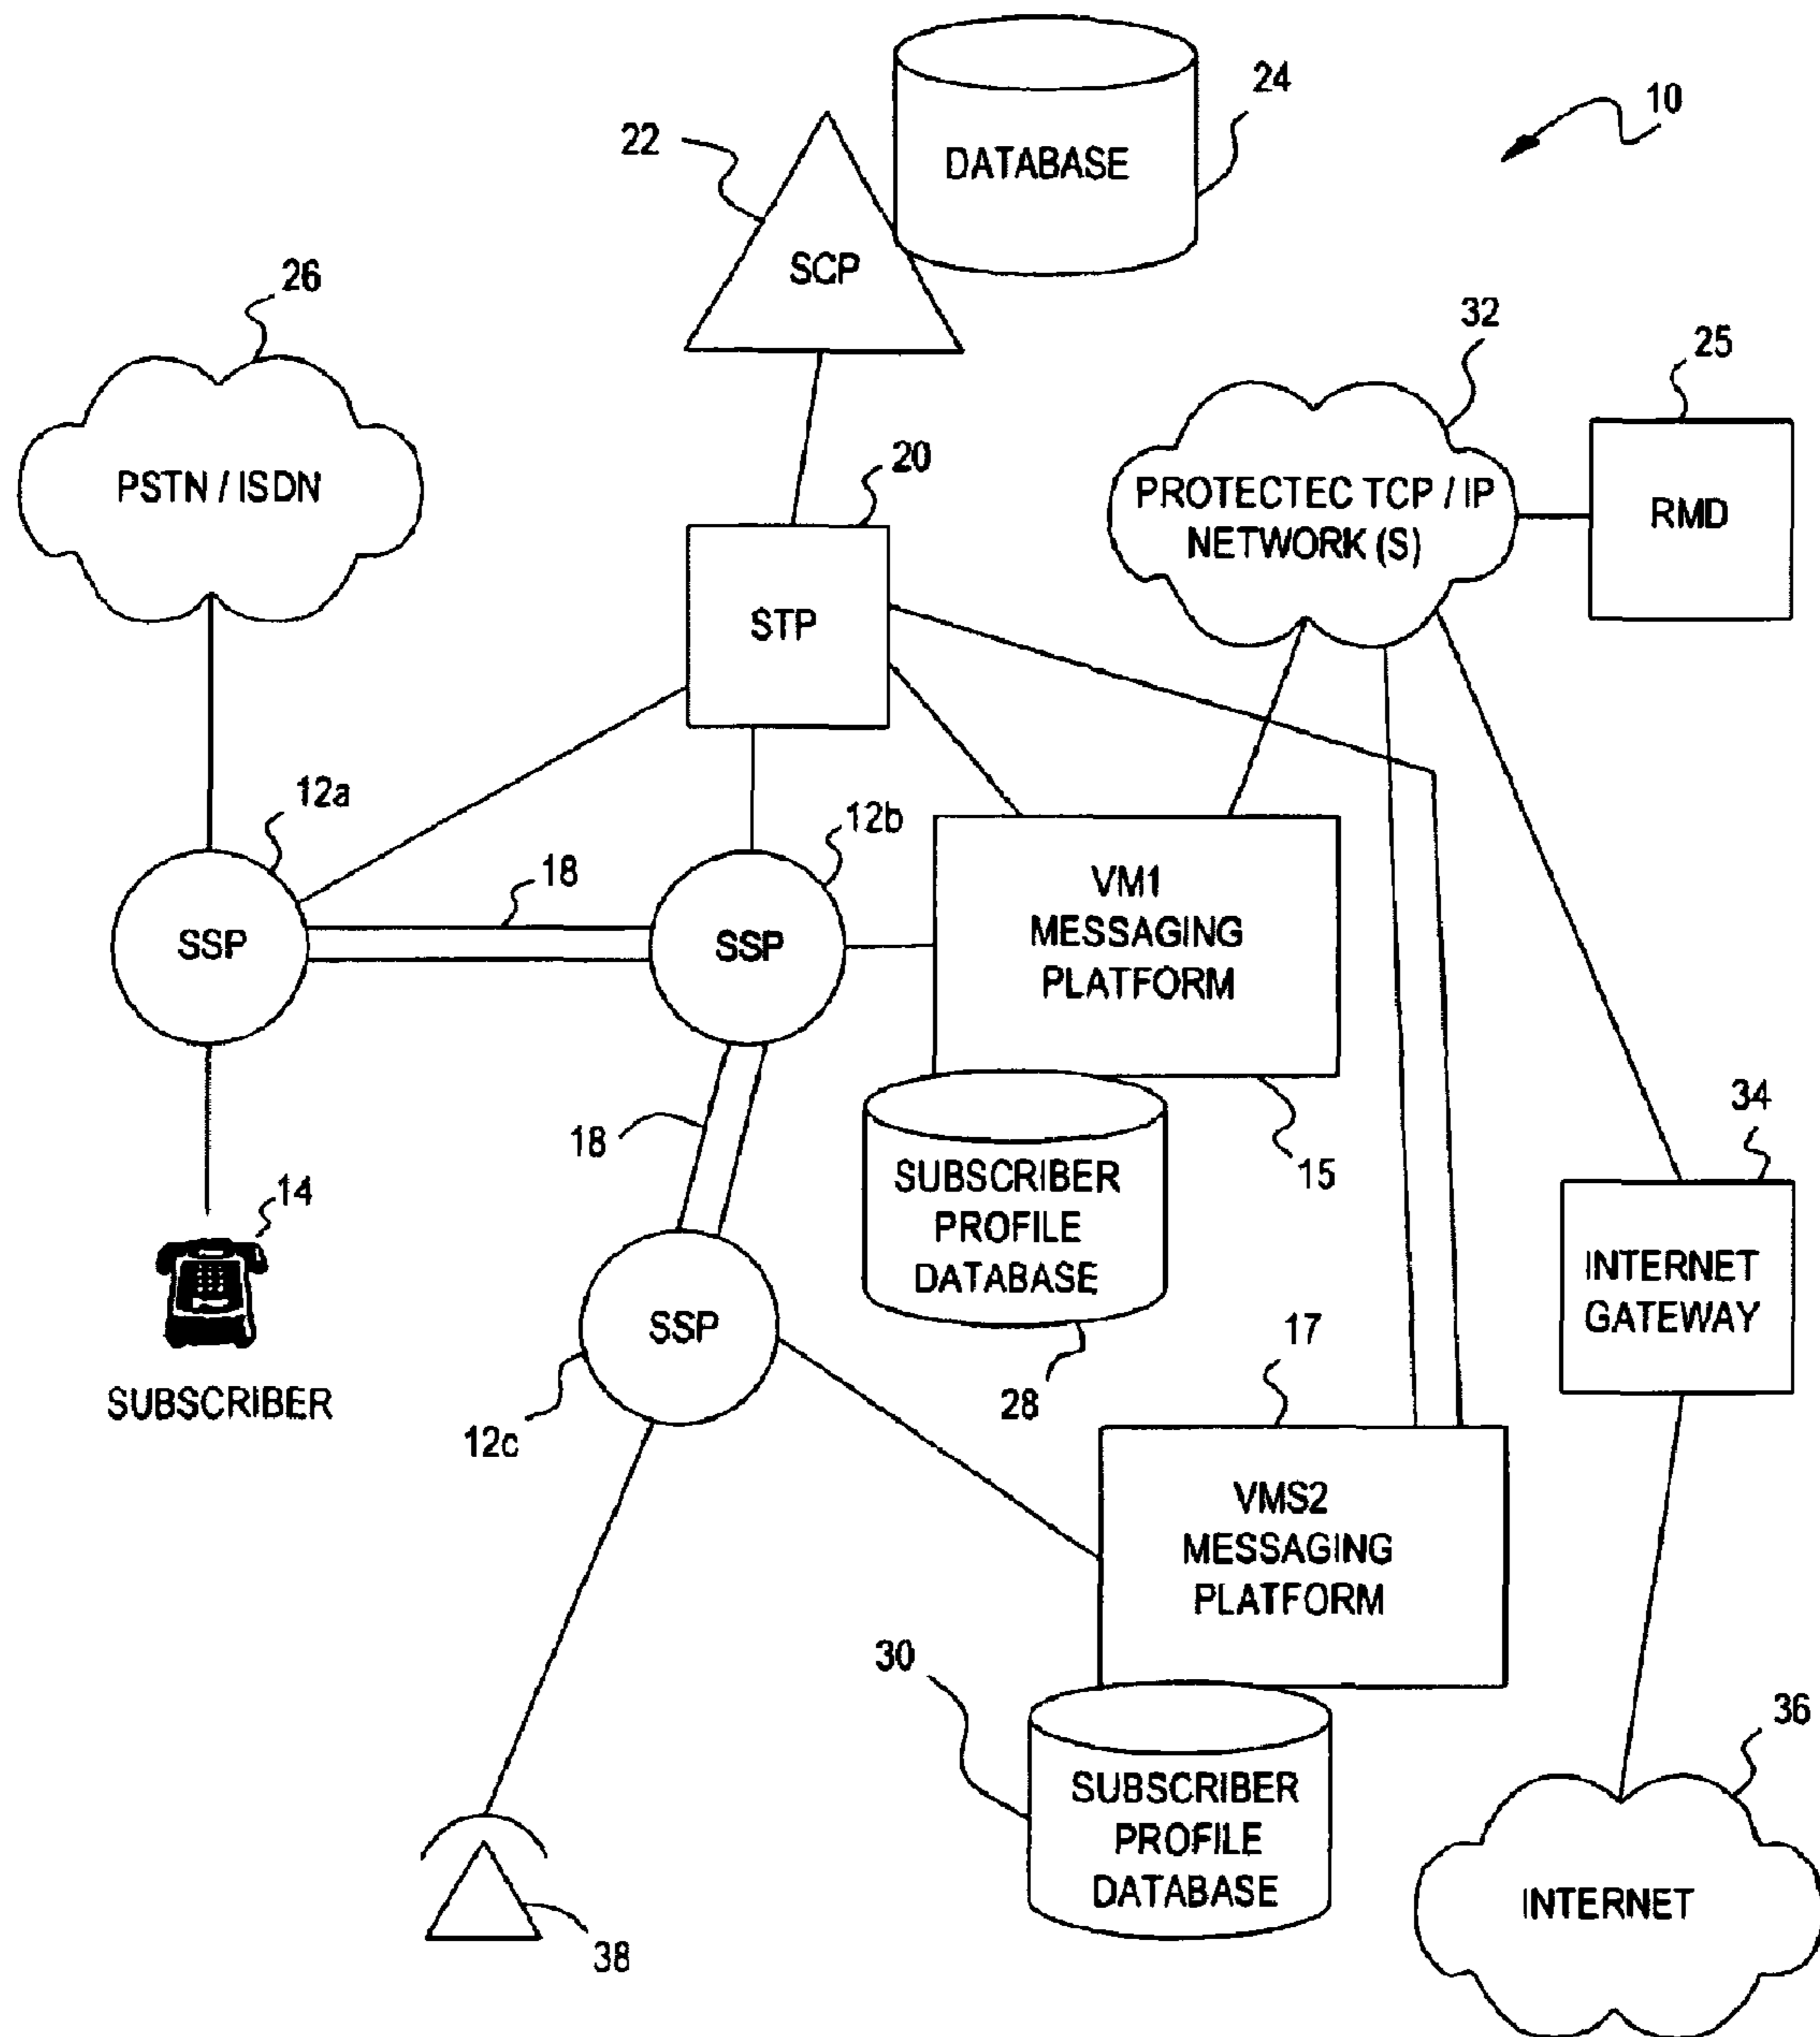 24
10
DATABASE
22
SCP
26
32
25
PSTN / ISDN
20
PROTECTEC TCP / IP
NETWORK (S)
RMD
STP
12a
12b
18
SSP
SSP
VM1
MESSAGING
PLATFORM
18
14
15
34
SUBSCRIBER
PROFILE
DATABASE
INTERNET
GATEWAY
SSP
17
28
SUBSCRIBER
12c
VMS2
MESSAGING
PLATFORM
30
36
SUBSCRIBER
PROFILE
DATABASE
INTERNET
38